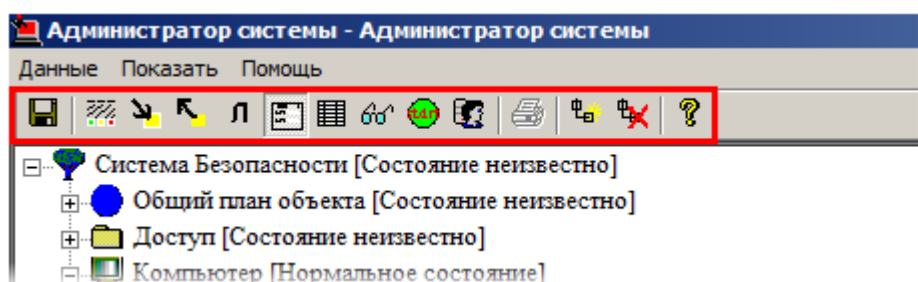 Администратор системы - Администратор системы
Данные Показать Помощь
Л
Система Безопасности [Состояние неизвестно]
Общий план объекта [Состояние неизвестно]
Доступ [Состояние неизвестно]
Компьютер [Нормальное состояние]